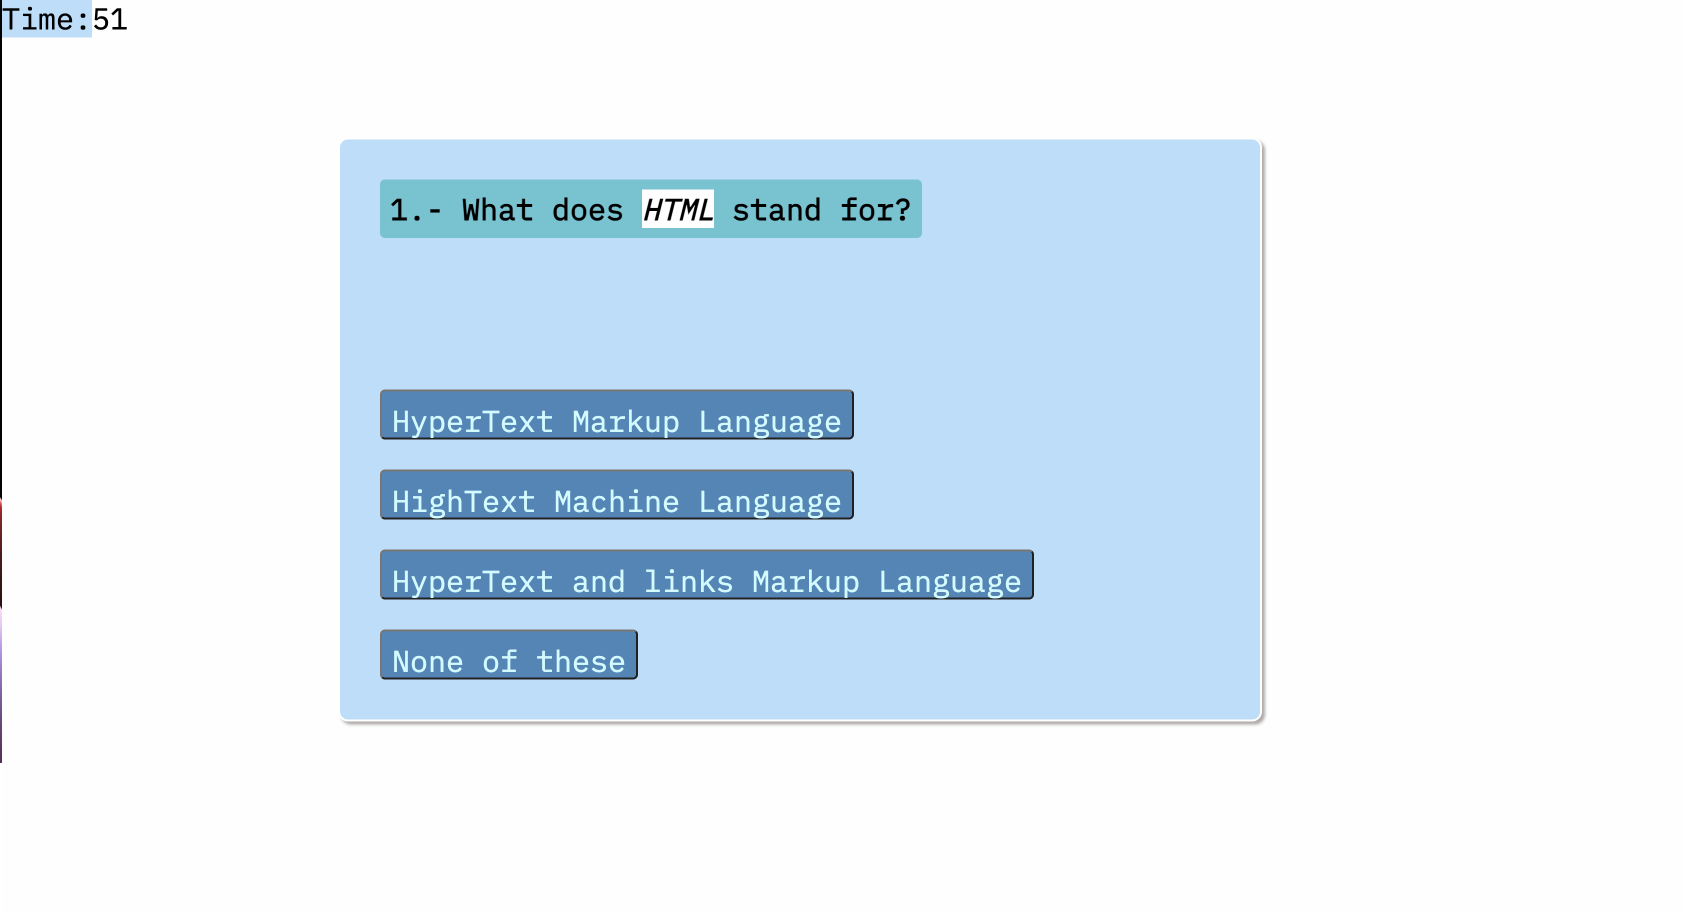 Time:51
1.- What does HTML stand for?
HyperText Markup Language
HighText Machine Language
HyperText and links Markup Language
None of these